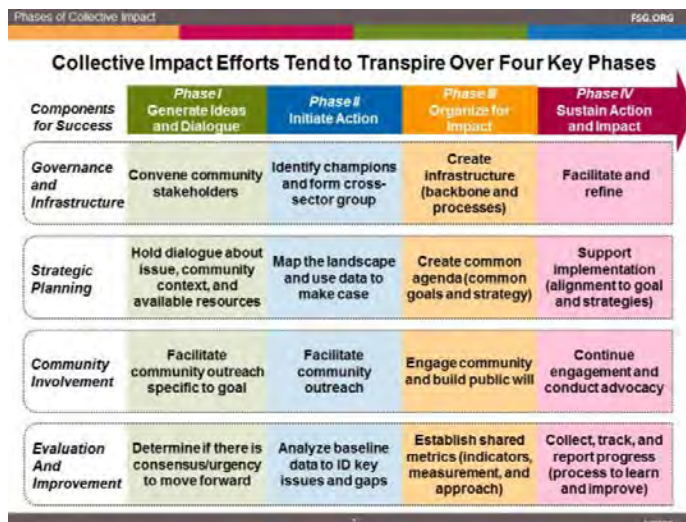 Phases of Collective Impact
FSG.ORG
Collective Impact Efforts Tend to Transpire Over Four Key Phases
Components
for Success
Phase I
Generate Ideas
and Dialogue
Phase II
Initiate Action
Phase III
Organize for
Impact
Phase IV
Sustain Action
and Impact
Governance
and
Infrastructure
Convene community
stakeholders
Identify champions
and form cross-
sector group
Create
infrastructure
(backbone and
processes)
Facilitate and
refine
Strategic
Planning
Hold dialogue about
issue, community
context, and
available resources
Map the landscape
and use data to
make case
Create common
agenda (common
goals and strategy)
Support
implementation
(alignment to goal
and strategies)
Community
Involvement
Facilitate
community outreach
specific to goal
Facilitate
community
outreach
Engage community
and build public will
Continue
engagement and
conduct advocacy
Evaluation
And
Improvement
Determine if there is
consensus/urgency
to move forward
Analyze baseline
data to ID key
issues and gaps
Establish shared
metrics (indicators,
measurement, and
approach)
Collect, track, and
report progress
(process to learn
and improve)